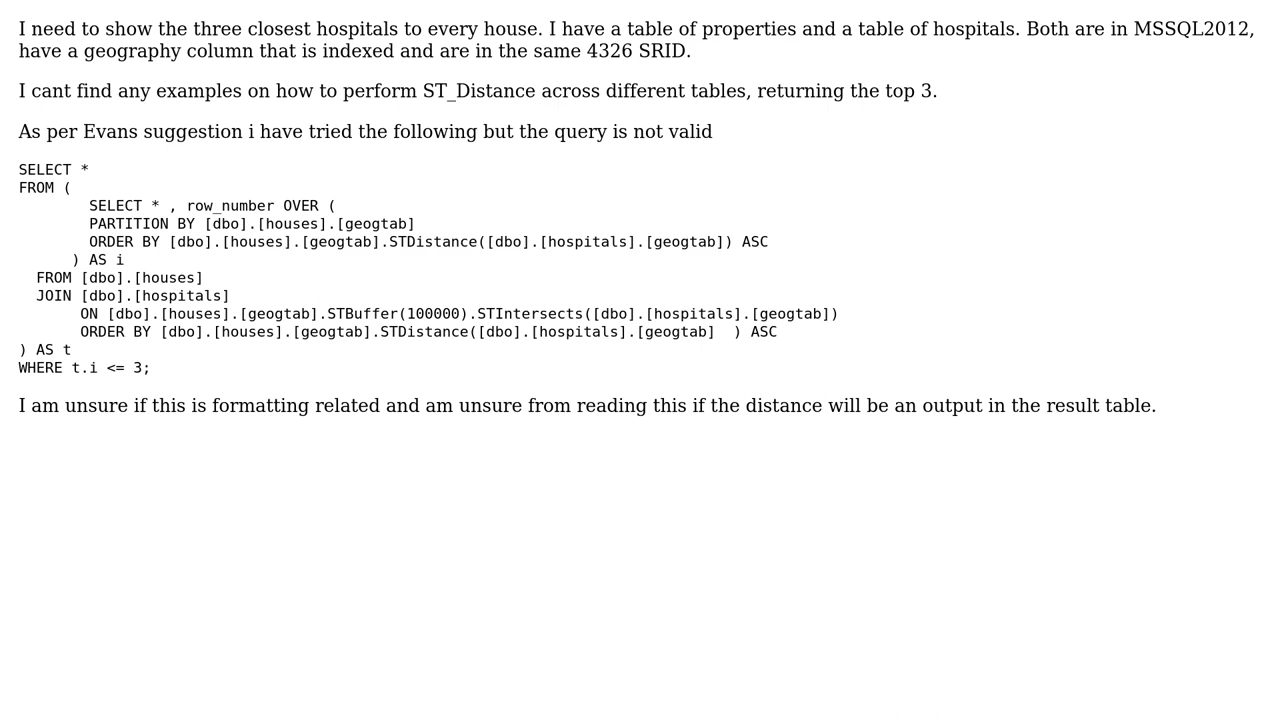 I need to show the three closest hospitals to every house. I have a table of properties and a table of hospitals. Both are in MSSQL2012,
have a geography column that is indexed and are in the same 4326 SRID.
I cant find any examples on how to perform ST_Distance across different tables, returning the top 3.
As per Evans suggestion i have tried the following but the query is not valid
SELECT *
FROM (
        SELECT * , row_number OVER (
        PARTITION BY [dbo].[houses].[geogtab]
        ORDER BY [dbo].[houses].[geogtab].STDistance([dbo].[hospitals].[geogtab]) ASC
      ) AS i
  FROM [dbo].[houses]
  JOIN [dbo].[hospitals]
       ON [dbo].[houses].[geogtab].STBuffer(100000).STIntersects([dbo].[hospitals].[geogtab])
       ORDER BY [dbo].[houses].[geogtab].STDistance([dbo].[hospitals].[geogtab]  ) ASC
) AS t
WHERE t.i <= 3;
I am unsure if this is formatting related and am unsure from reading this if the distance will be an output in the result table.